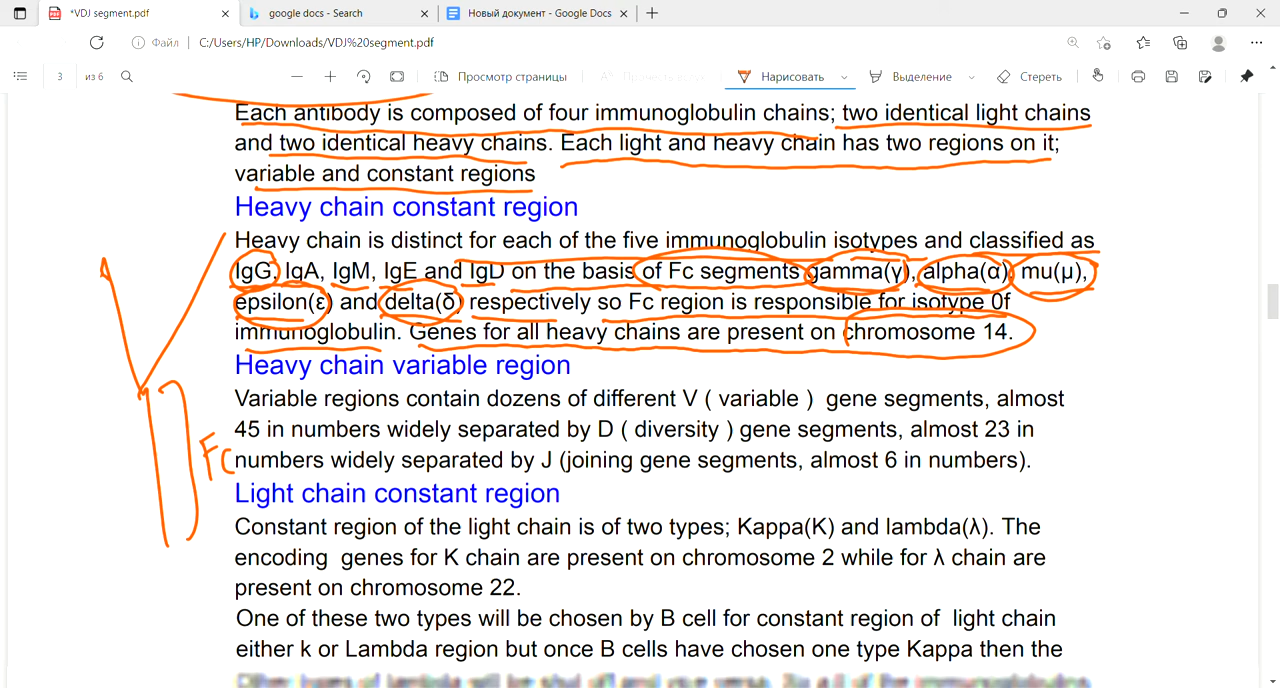 *VDJ segment.pdf
google docs - Search
Новый документ - Google Docs
Файл
C:/Users/HP/Downloads/VDJ%20segment.pdf
3 из 6
Просмотр страницы
Прочесть вслух
Нарисовать
Выделение
Стереть
Each antibody is composed of four immunoglobulin chains; two identical light chains
and two identical heavy chains. Each light and heavy chain has two regions on it;
variable and constant regions
Heavy chain constant region
Heavy chain is distinct for each of the five immunoglobulin isotypes and classified as
IgG, IgA, IgM, IgE and IgD on the basis of Fc segments gamma(γ), alpha(α), mu(μ),
epsilon(ε) and delta(δ) respectively so Fc region is responsible for isotype 0f
immunoglobulin. Genes for all heavy chains are present on chromosome 14.
Heavy chain variable region
Variable regions contain dozens of different V ( variable ) gene segments, almost
45 in numbers widely separated by D ( diversity ) gene segments, almost 23 in
Fc
numbers widely separated by J (joining gene segments, almost 6 in numbers).
Light chain constant region
Constant region of the light chain is of two types; Kappa(K) and lambda(λ). The
encoding genes for K chain are present on chromosome 2 while for λ chain are
present on chromosome 22.
One of these two types will be chosen by B cell for constant region of light chain
either k or Lambda region but once B cells have chosen one type Kappa then the